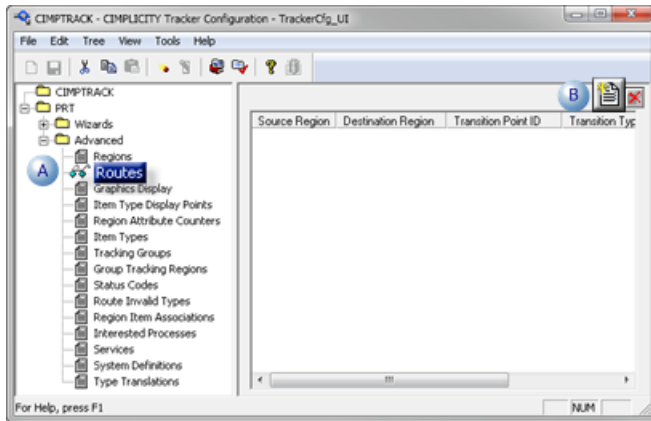 CIMPTRACK - CIMPLICITY Tracker Configuration - TrackerCfg_UI
File Edit Tree View Tools Help
CIMPTRACK
PRT
Wizards
Advanced
Regions
A Routes
Graphics Display
Item Type Display Points
Region Attribute Counters
Item Types
Tracking Groups
Group Tracking Regions
Status Codes
Route Invalid Types
Region Item Associations
Interested Processes
Services
System Definitions
Type Translations
B
Source Region Destination Region Transition Point ID Transition Typ
For Help, press F1 NUM